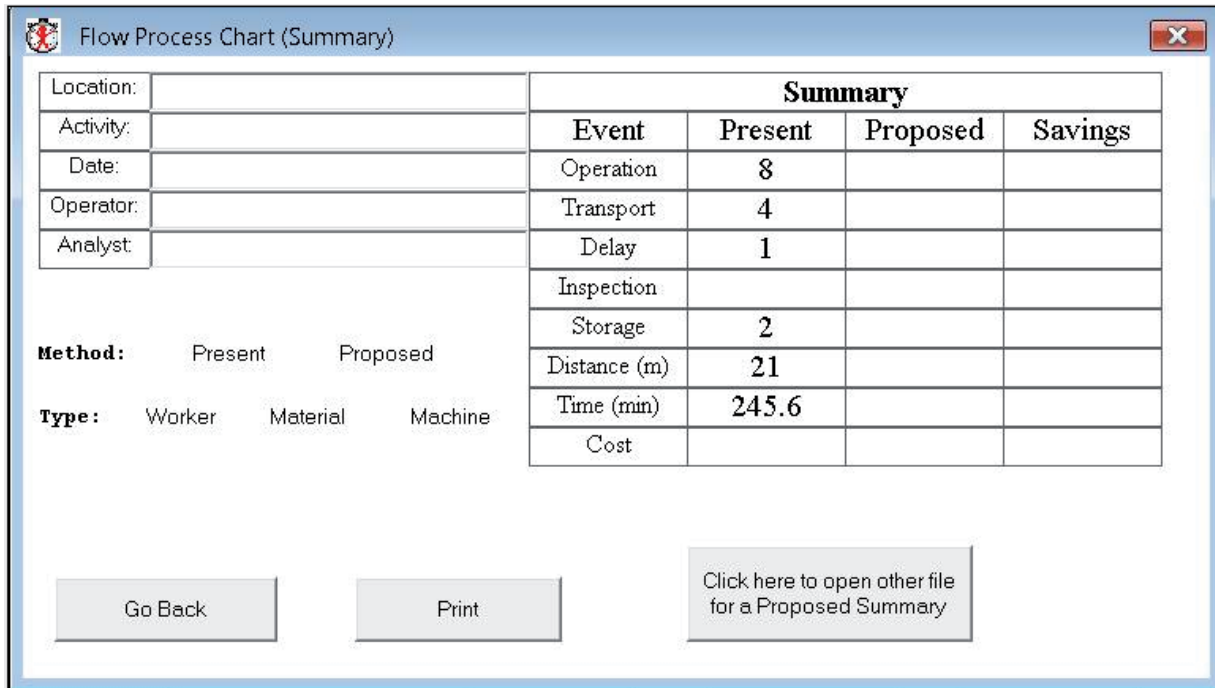 Flow Process Chart (Summary)
Location:
Activity:
Date:
Operator:
Analyst:
Method: Present Proposed
Type: Worker Material Machine
Summary
Event Present Proposed Savings
Operation 8
Transport 4
Delay 1
Inspection
Storage 2
Distance (m) 21
Time (min) 245.6
Cost
Go Back
Print
Click here to open other file
for a Proposed Summary